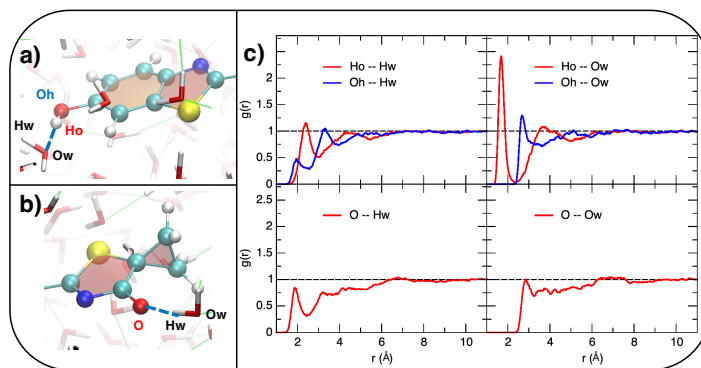 a)
Oh
Ho
Hw
Ow
b)
O
Hw
Ow
c)
g(r)
2.5
2
1.5
1
0.5
0
Ho -- Hw
Oh -- Hw
Ho -- Ow
Oh -- Ow
g(r)
2.5
2
1.5
1
0.5
0
O -- Hw
O -- Ow
2 4 6 8 10
2 4 6 8 10
r (Å)
r (Å)